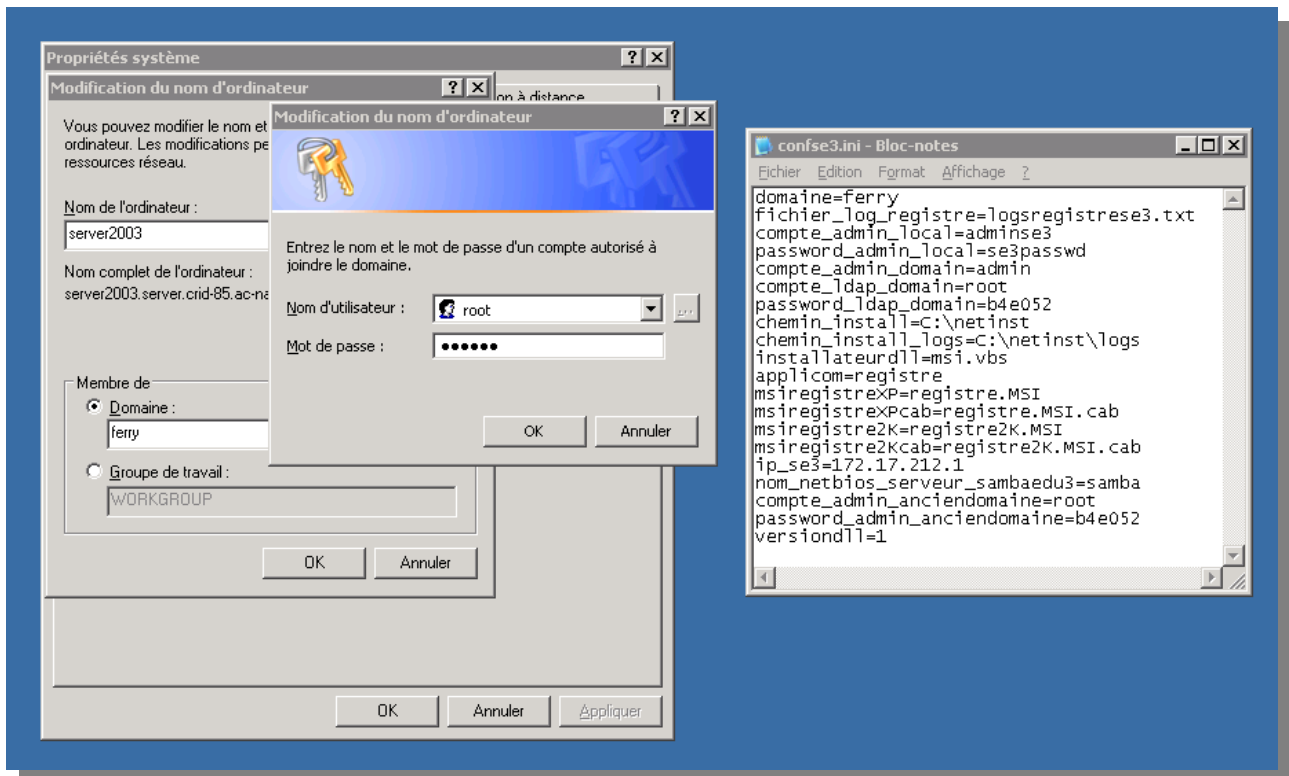 Propriétés système
Modification du nom d'ordinateur
on à distance
Vous pouvez modifier le nom et
ordinateur. Les modifications pe
ressources réseau.
Nom de l'ordinateur :
server2003
Nom complet de l'ordinateur :
server2003.server.crid-85.ac-na
Membre de
Domaine :
ferry
Groupe de travail :
WORKGROUP
OK Annuler
OK Annuler Appliquer
Modification du nom d'ordinateur
Entrez le nom et le mot de passe d'un compte autorisé à
joindre le domaine.
Nom d'utilisateur : root ...
Mot de passe : ●●●●●●
OK Annuler
confse3.ini - Bloc-notes
Fichier Edition Format Affichage ?
domaine=ferry
fichier_log_registre=logsregistrese3.txt
compte_admin_local=adminse3
password_admin_local=se3passwd
compte_admin_domain=admin
compte_ldap_domain=root
password_ldap_domain=b4e052
chemin_install=C:\netinst
chemin_install_logs=C:\netinst\logs
installateurdll=msi.vbs
applicom=registre
msiregistreXP=registre.MSI
msiregistreXPcab=registre.MSI.cab
msiregistre2K=registre2K.MSI
msiregistre2Kcab=registre2K.MSI.cab
ip_se3=172.17.212.1
nom_netbios_serveur_sambaedu3=samba
compte_admin_anciendomaine=root
password_admin_anciendomaine=b4e052
versiondll=1